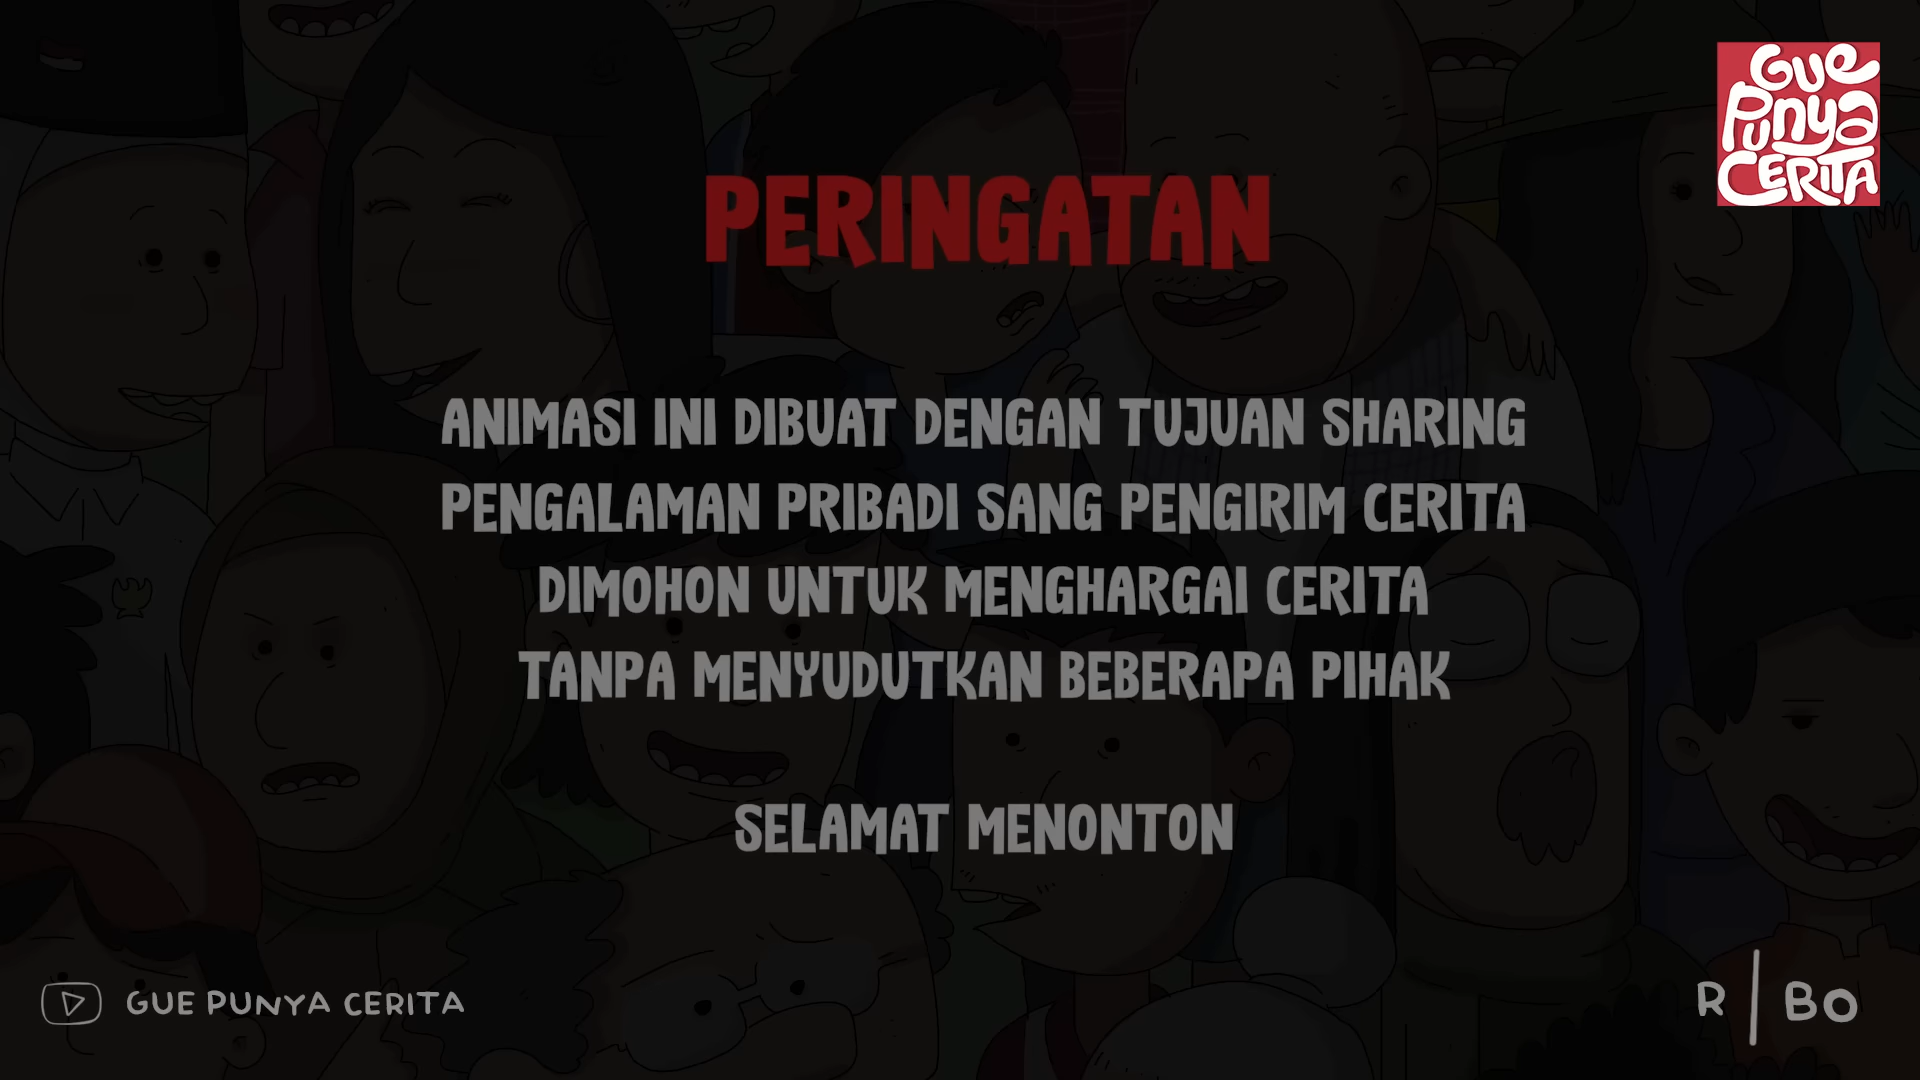 GUE
PUNYA
CERITA
PERINGATAN
ANIMASI INI DIBUAT DENGAN TUJUAN SHARING
PENGALAMAN PRIBADI SANG PENGIRIM CERITA
DIMOHON UNTUK MENGHARGAI CERITA
TANPA MENYUDUTKAN BEBERAPA PIHAK
SELAMAT MENONTON
GUE PUNYA CERITA
R | BO